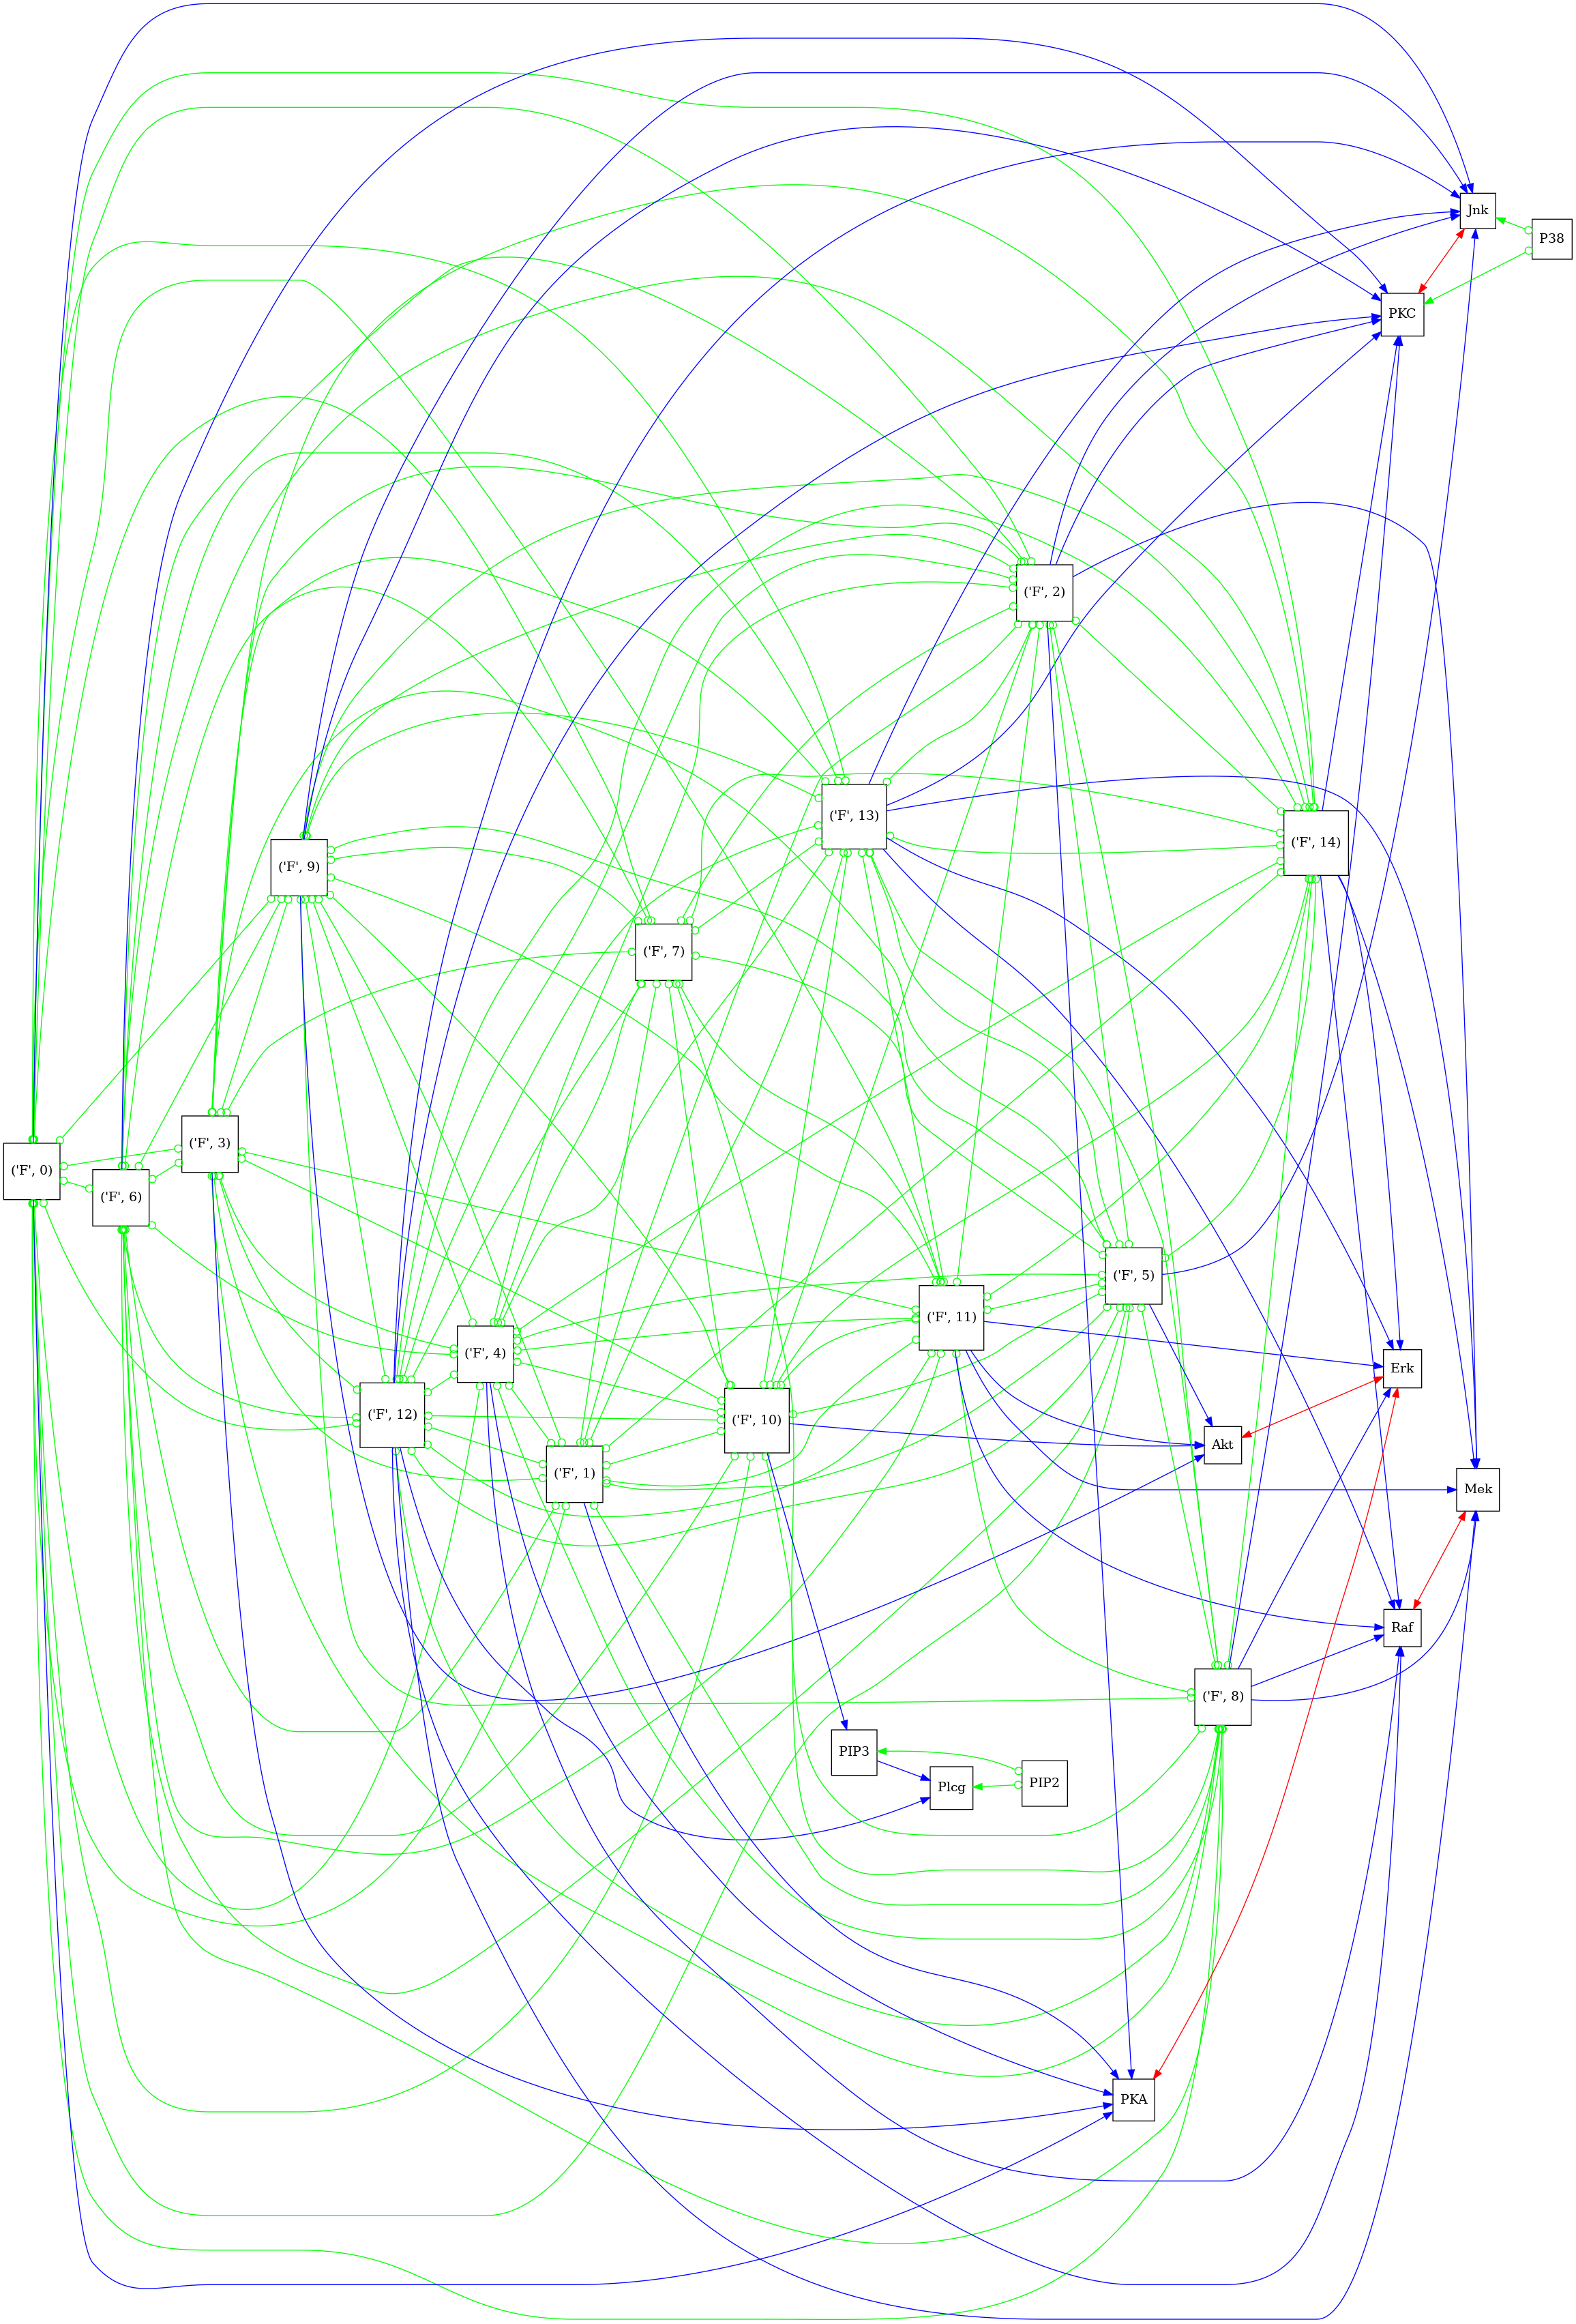 Jnk
P38
PKC
('F', 2)
('F', 13)
('F', 14)
('F', 9)
('F', 7)
('F', 3)
('F', 0)
('F', 6)
('F', 5)
('F', 11)
('F', 4)
Erk
('F', 12)
('F', 10)
Akt
('F', 1)
Mek
Raf
('F', 8)
PIP3
PIP2
Plcg
PKA